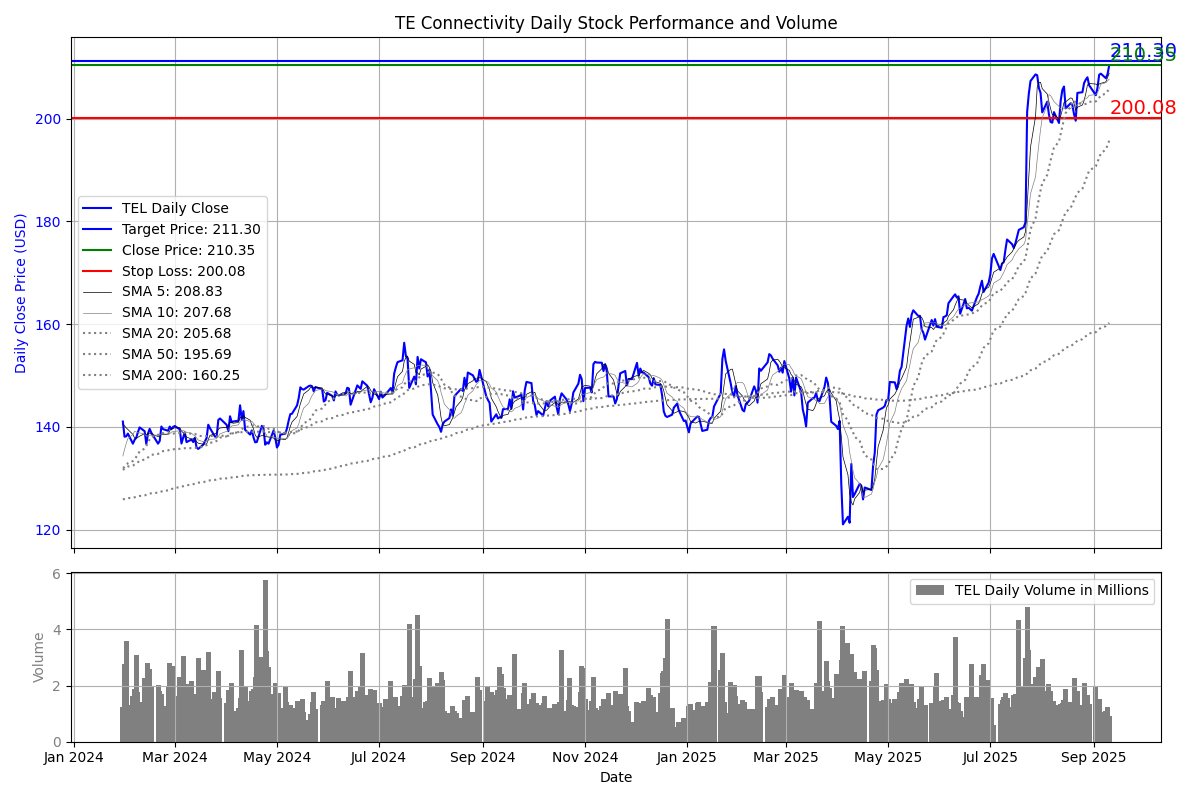 TE Connectivity Daily Stock Performance and Volume
211.30
210.35
200.08
200
180
160
140
120
Daily Close Price (USD)
TEL Daily Close
Target Price: 211.30
Close Price: 210.35
Stop Loss: 200.08
SMA 5: 208.83
SMA 10: 207.68
SMA 20: 205.68
SMA 50: 195.69
SMA 200: 160.25
6
4
2
0
Volume
TEL Daily Volume in Millions
Jan 2024 Mar 2024 May 2024 Jul 2024 Sep 2024 Nov 2024 Jan 2025 Mar 2025 May 2025 Jul 2025 Sep 2025
Date